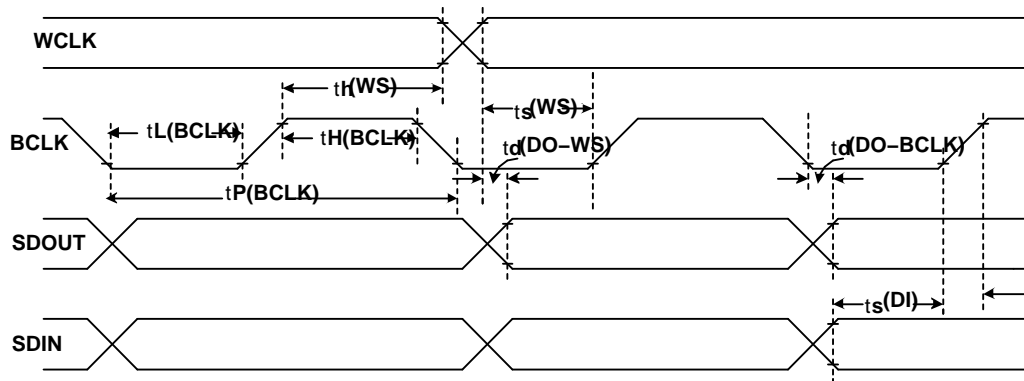 WCLK
th(WS)
ts(WS)
BCLK
tL(BCLK)
tH(BCLK)
td(DO–WS)
td(DO–BCLK)
tP(BCLK)
SDOUT
ts(DI)
SDIN